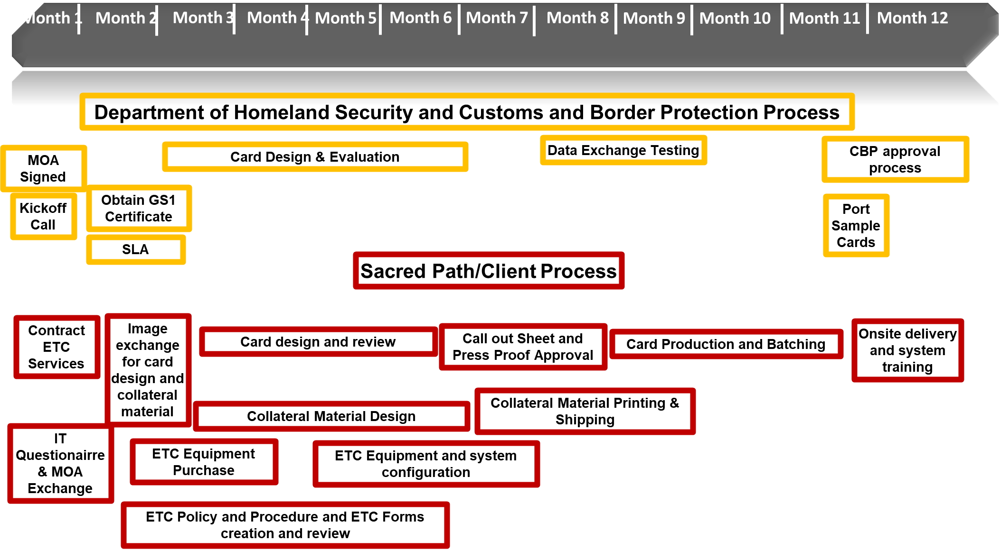 Month 1 Month 2 Month 3 Month 4 Month 5 Month 6 Month 7 Month 8 Month 9 Month 10 Month 11 Month 12
Department of Homeland Security and Customs and Border Protection Process
MOA
Signed
Card Design & Evaluation
Data Exchange Testing
CBP approval
process
Kickoff
Call
Obtain GS1
Certificate
SLA
Port
Sample
Cards
Sacred Path/Client Process
Contract
ETC
Services
Image
exchange
for card
design and
collateral
material
Card design and review
Call out Sheet and
Press Proof Approval
Card Production and Batching
Onsite delivery
and system
training
Collateral Material Design
Collateral Material Printing &
Shipping
IT
Questionairre
& MOA
Exchange
ETC Equipment
Purchase
ETC Equipment and system
configuration
ETC Policy and Procedure and ETC Forms
creation and review